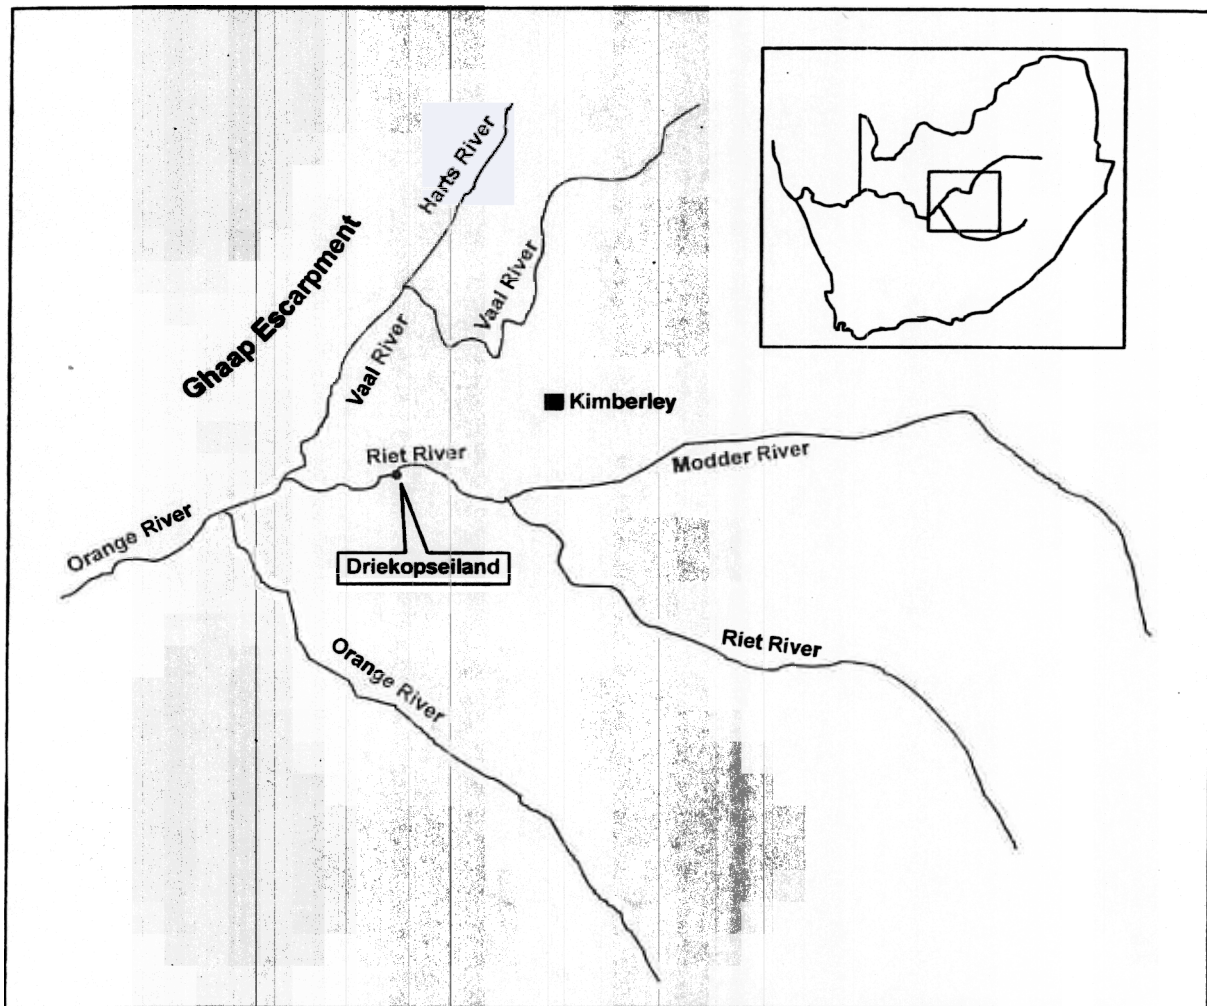 Harts River
Ghaap Escarpment
Vaal River
Vaal River
Kimberley
Riet River
Modder River
Orange River
Driekopseiland
Riet River
Orange River